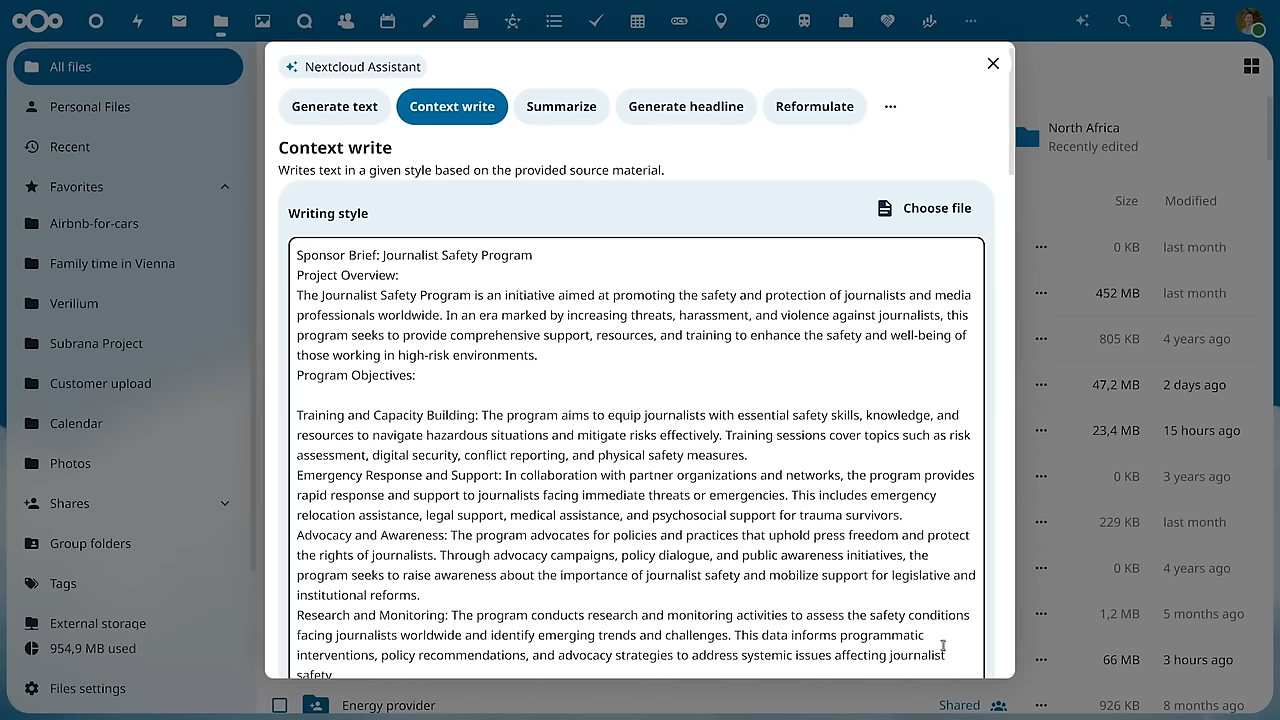 Nextcloud Assistant
Generate text
Context write
Summarize
Generate headline
Reformulate
Context write
Writes text in a given style based on the provided source material.
Writing style
Choose file
Sponsor Brief: Journalist Safety Program
Project Overview:
The Journalist Safety Program is an initiative aimed at promoting the safety and protection of journalists and media
professionals worldwide. In an era marked by increasing threats, harassment, and violence against journalists, this
program seeks to provide comprehensive support, resources, and training to enhance the safety and well-being of
those working in high-risk environments.
Program Objectives:
Training and Capacity Building: The program aims to equip journalists with essential safety skills, knowledge, and
resources to navigate hazardous situations and mitigate risks effectively. Training sessions cover topics such as risk
assessment, digital security, conflict reporting, and physical safety measures.
Emergency Response and Support: In collaboration with partner organizations and networks, the program provides
rapid response and support to journalists facing immediate threats or emergencies. This includes emergency
relocation assistance, legal support, medical assistance, and psychosocial support for trauma survivors.
Advocacy and Awareness: The program advocates for policies and practices that uphold press freedom and protect
the rights of journalists. Through advocacy campaigns, policy dialogue, and public awareness initiatives, the
program seeks to raise awareness about the importance of journalist safety and mobilize support for legislative and
institutional reforms.
Research and Monitoring: The program conducts research and monitoring activities to assess the safety conditions
facing journalists worldwide and identify emerging trends and challenges. This data informs programmatic
interventions, policy recommendations, and advocacy strategies to address systemic issues affecting journalist
safety.
All files
Personal Files
Recent
Favorites
Airbnb-for-cars
Family time in Vienna
Verilium
Subrana Project
Customer upload
Calendar
Photos
Shares
Group folders
Tags
External storage
954,9 MB used
Files settings
North Africa
Recently edited
Size Modified
0 KB last month
452 MB last month
805 KB 4 years ago
47,2 MB 2 days ago
23,4 MB 15 hours ago
0 KB 3 years ago
229 KB last month
0 KB 4 years ago
1,2 MB 5 months ago
66 MB 3 hours ago
Energy provider Shared 926 KB 8 months ago